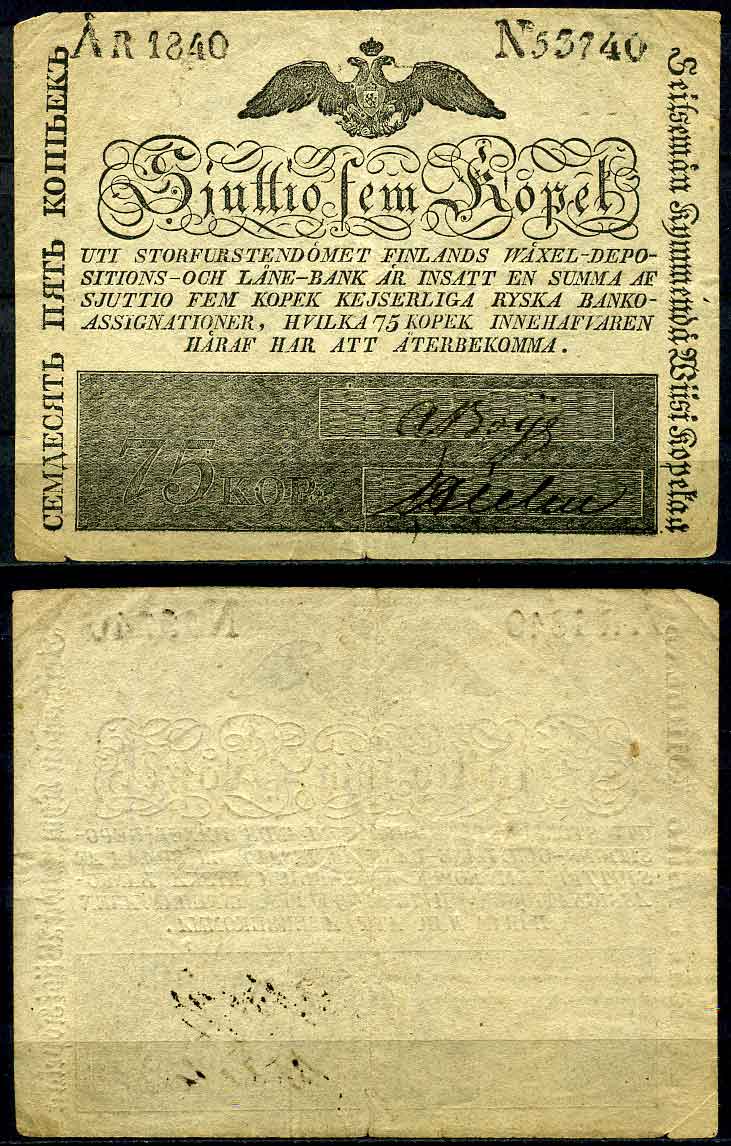 ÅR 1840
No 53740
Sjuttio fem Kopek
UTI STORFURSTENDÖMET FINLANDS WÄXEL-DEPO-
SITIONS-OCH LÅNE-BANK ÄR INSATT EN SUMMA AF
SJUTTIO FEM KOPEK KEJSERLIGA RYSKA BANKO-
ASSIGNATIONER, HVILKA 75 KOPEK INNEHAFVAREN
HÄRAF HAR ATT ÅTERBEKOMMA.
75 KOP.
СЕМДЕСЯТЬ ПЯТЬ КОПѢЕКЪ
Seitsemän Kymmendä Wiisi Kopekaa